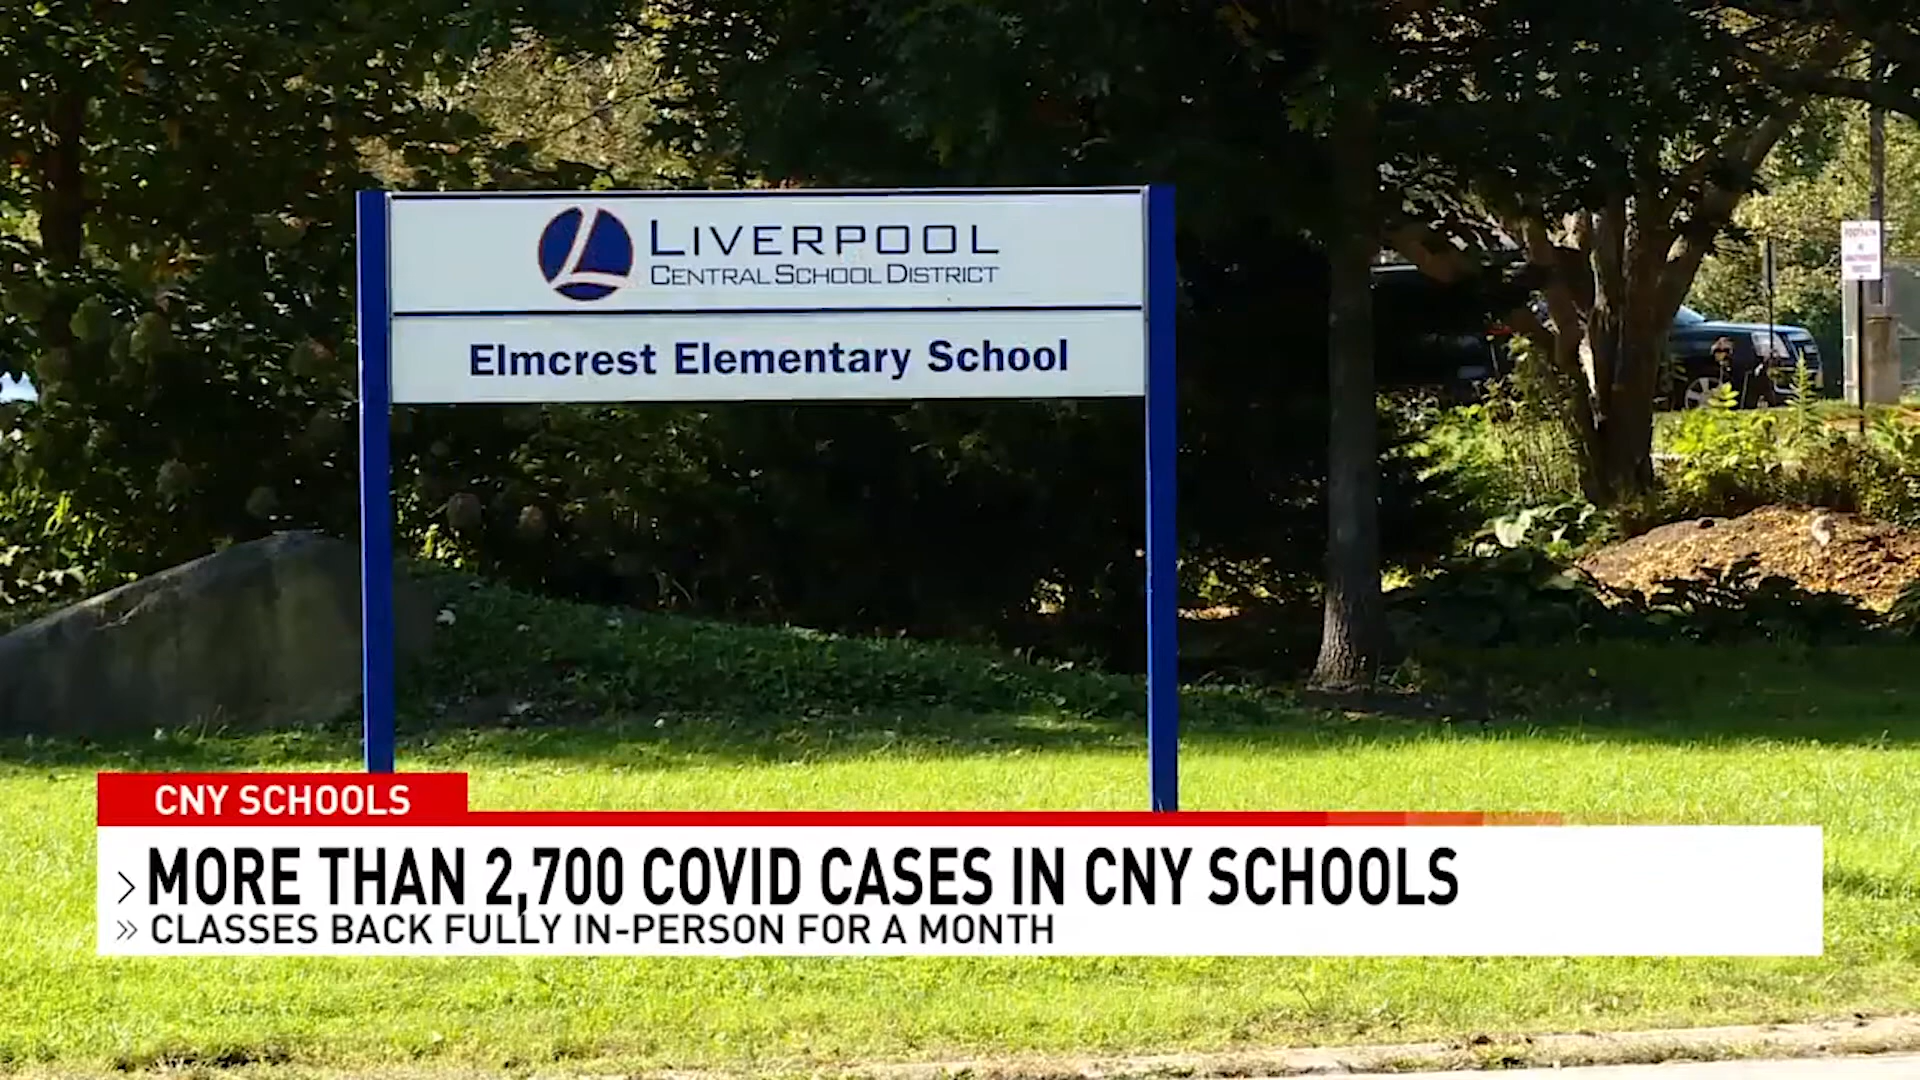 LIVERPOOL
CENTRAL SCHOOL DISTRICT
Elmcrest Elementary School
CNY SCHOOLS
MORE THAN 2,700 COVID CASES IN CNY SCHOOLS
CLASSES BACK FULLY IN-PERSON FOR A MONTH